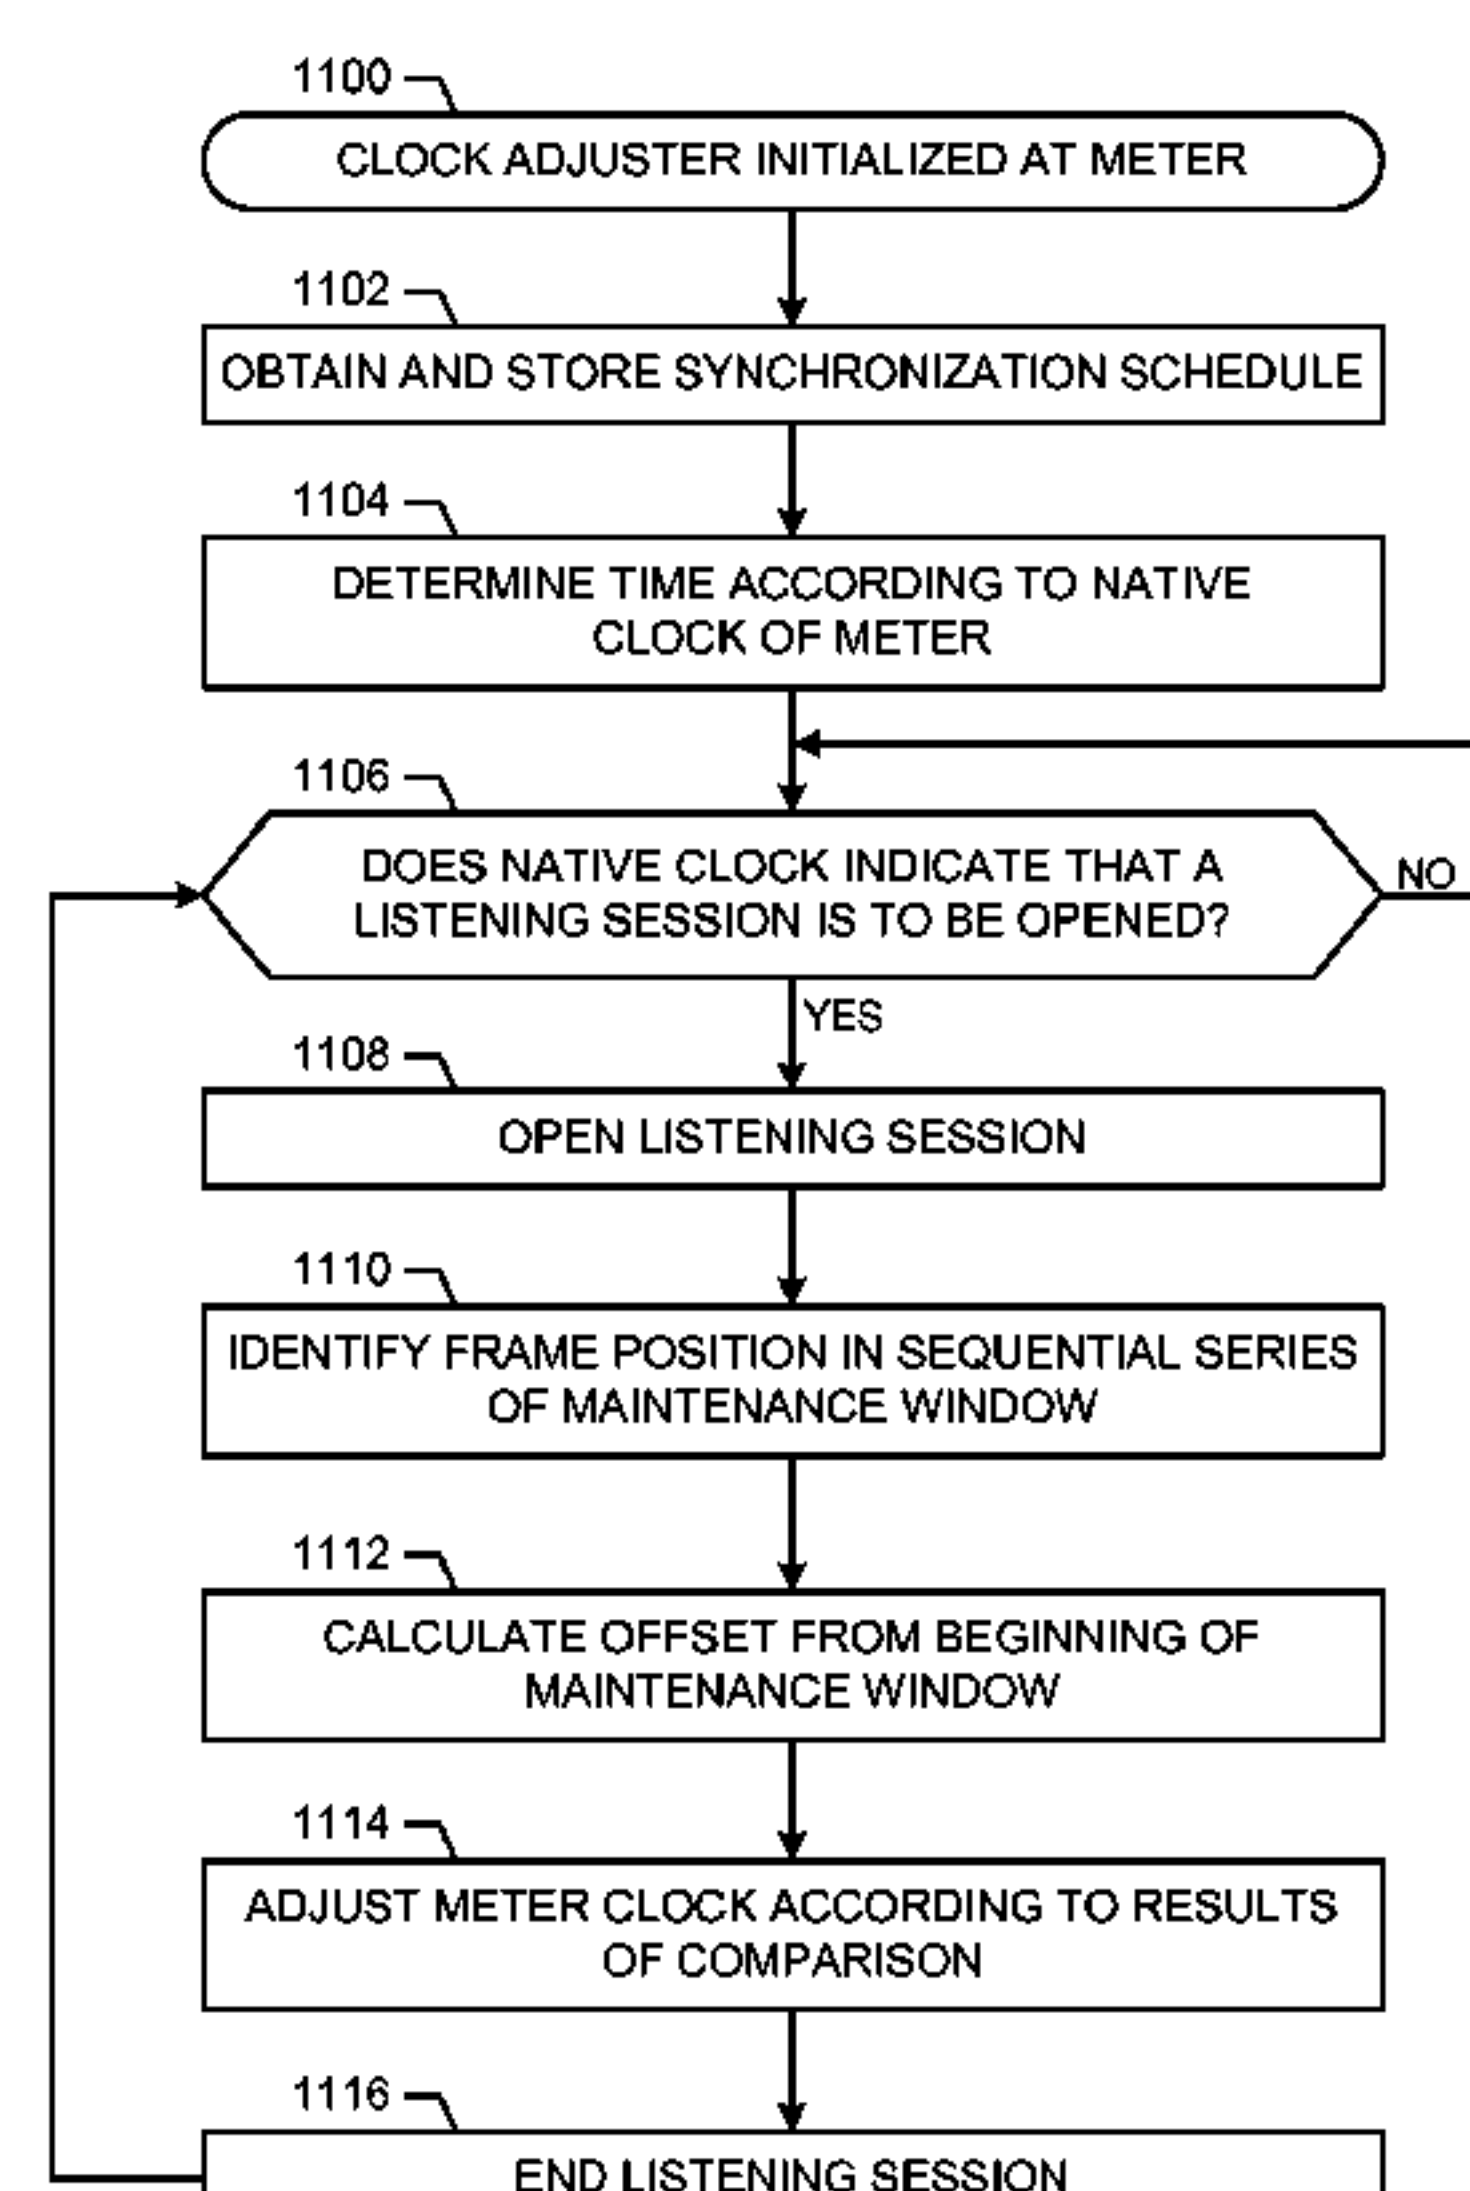 1100
CLOCK ADJUSTER INITIALIZED AT METER
1102
OBTAIN AND STORE SYNCHRONIZATION SCHEDULE
1104
DETERMINE TIME ACCORDING TO NATIVE
CLOCK OF METER
1106
DOES NATIVE CLOCK INDICATE THAT A
LISTENING SESSION IS TO BE OPENED?
NO
YES
1108
OPEN LISTENING SESSION
1110
IDENTIFY FRAME POSITION IN SEQUENTIAL SERIES
OF MAINTENANCE WINDOW
1112
CALCULATE OFFSET FROM BEGINNING OF
MAINTENANCE WINDOW
1114
ADJUST METER CLOCK ACCORDING TO RESULTS
OF COMPARISON
1116
END LISTENING SESSION